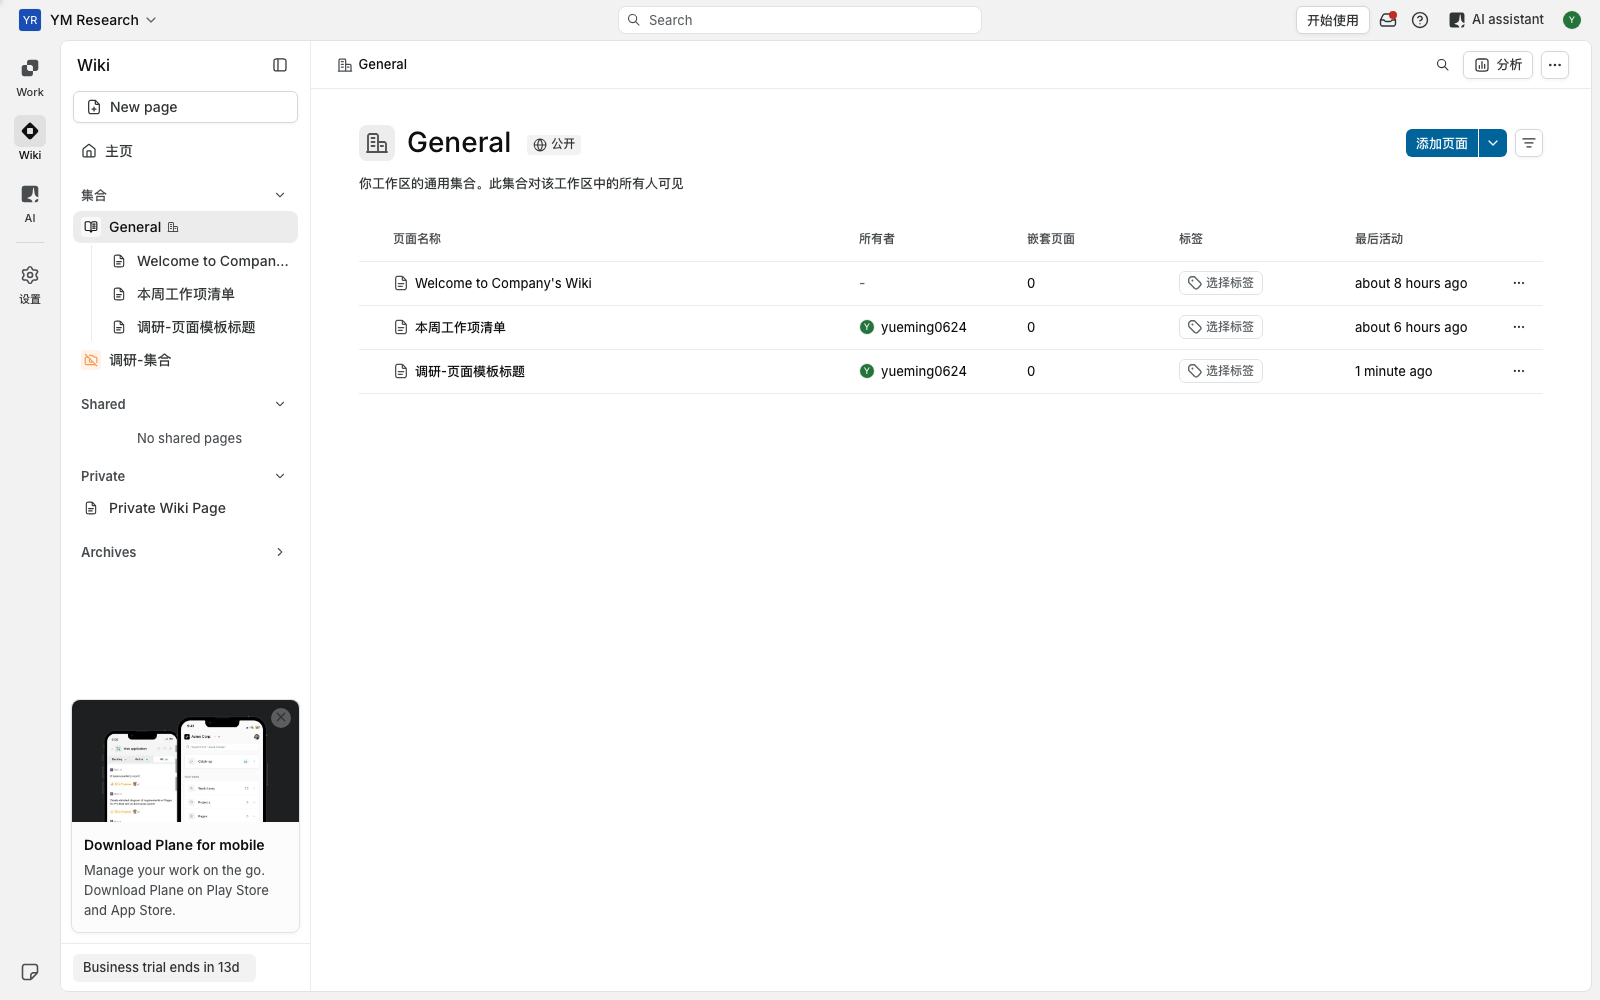 YR YM Research
Search
开始使用
AI assistant
Y
Work
Wiki
AI
设置
Wiki
New page
主页
集合
General
Welcome to Compan...
本周工作项清单
调研-页面模板标题
调研-集合
Shared
No shared pages
Private
Private Wiki Page
Archives
Download Plane for mobile
Manage your work on the go.
Download Plane on Play Store
and App Store.
Business trial ends in 13d
General
分析
General 公开
添加页面
你工作区的通用集合。此集合对该工作区中的所有人可见
页面名称 所有者 嵌套页面 标签 最后活动
Welcome to Company's Wiki - 0 选择标签 about 8 hours ago
本周工作项清单 Y yueming0624 0 选择标签 about 6 hours ago
调研-页面模板标题 Y yueming0624 0 选择标签 1 minute ago